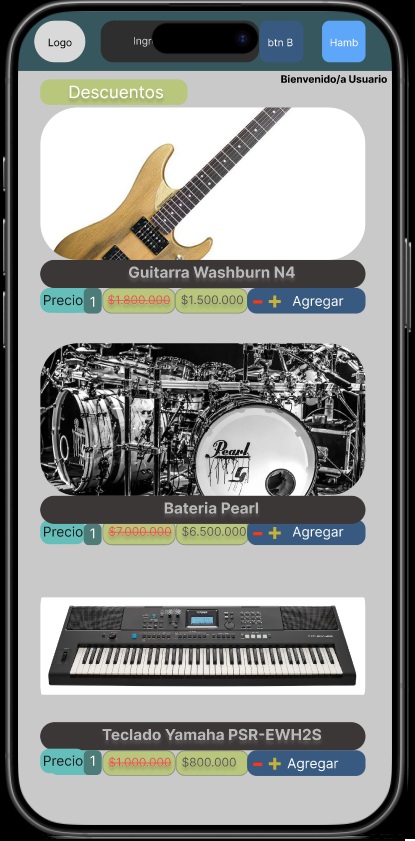 Logo
Ingr
btn B
Hamb
Bienvenido/a Usuario
Descuentos
Guitarra Washburn N4
Precio 1 $1.800.000 $1.500.000 - + Agregar
Pearl
Bateria Pearl
Precio 1 $7.000.000 $6.500.000 - + Agregar
Teclado Yamaha PSR-EWH2S
Precio 1 $1.000.000 $800.000 - + Agregar